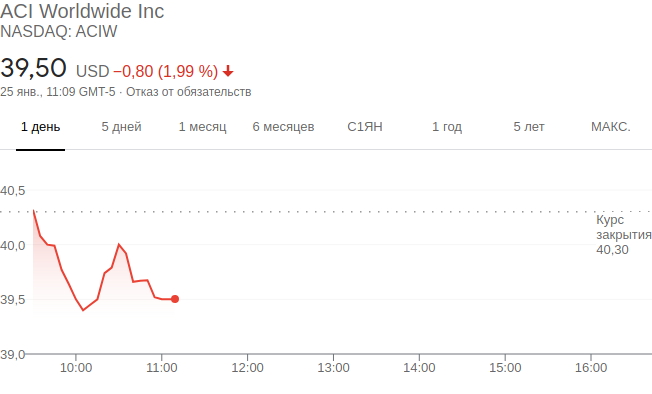 ACI Worldwide Inc
NASDAQ: ACIW
39,50 USD −0,80 (1,99 %)
25 янв., 11:09 GMT-5 · Отказ от обязательств
1 день 5 дней 1 месяц 6 месяцев С1ЯН 1 год 5 лет МАКС.
40,5
Курс
закрытия
40,30
40,0
39,5
39,0
10:00 11:00 12:00 13:00 14:00 15:00 16:00